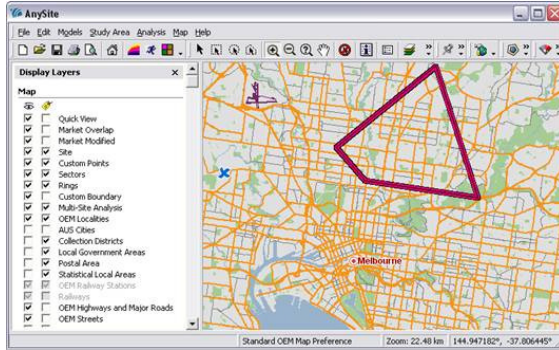 AnySite
File Edit Models Study Area Analysis Map Help
Display Layers
Map
Quick View
Market Overlap
Market Modified
Site
Custom Points
Sectors
Rings
Custom Boundary
Multi-Site Analysis
OEM Localities
AUS Cities
Collection Districts
Local Government Areas
Postal Area
Statistical Local Areas
OEM Railway Stations
Railways
OEM Highways and Major Roads
OEM Streets
Melbourne
Standard OEM Map Preference Zoom: 22.48 km 144.947182°, -37.806445°